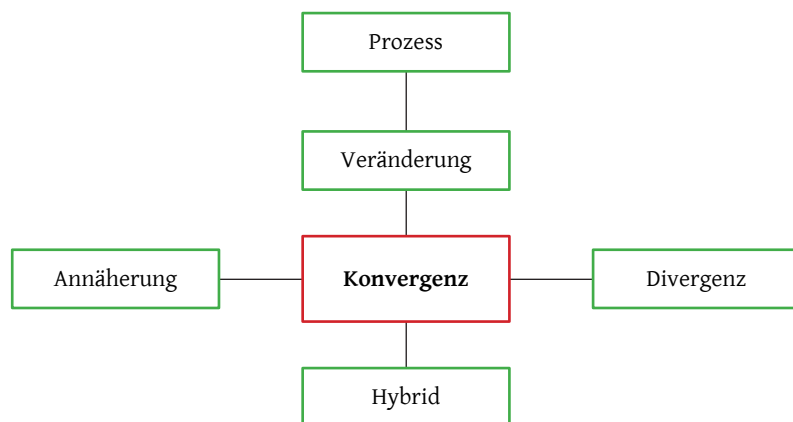 Prozess
Veränderung
Annäherung
Konvergenz
Divergenz
Hybrid